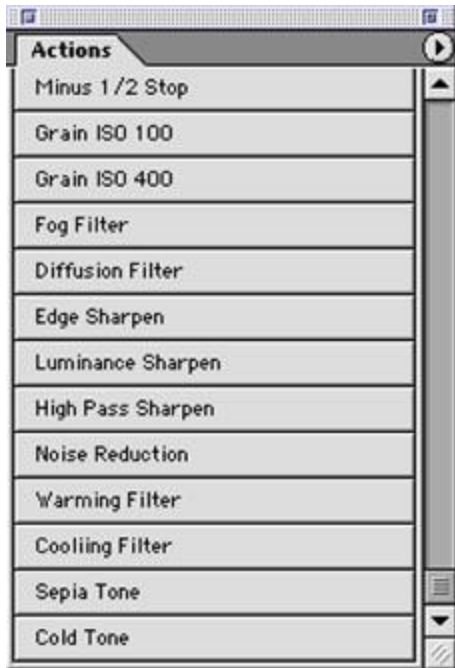 Actions
Minus 1/2 Stop
Grain ISO 100
Grain ISO 400
Fog Filter
Diffusion Filter
Edge Sharpen
Luminance Sharpen
High Pass Sharpen
Noise Reduction
Warming Filter
Cooliing Filter
Sepia Tone
Cold Tone